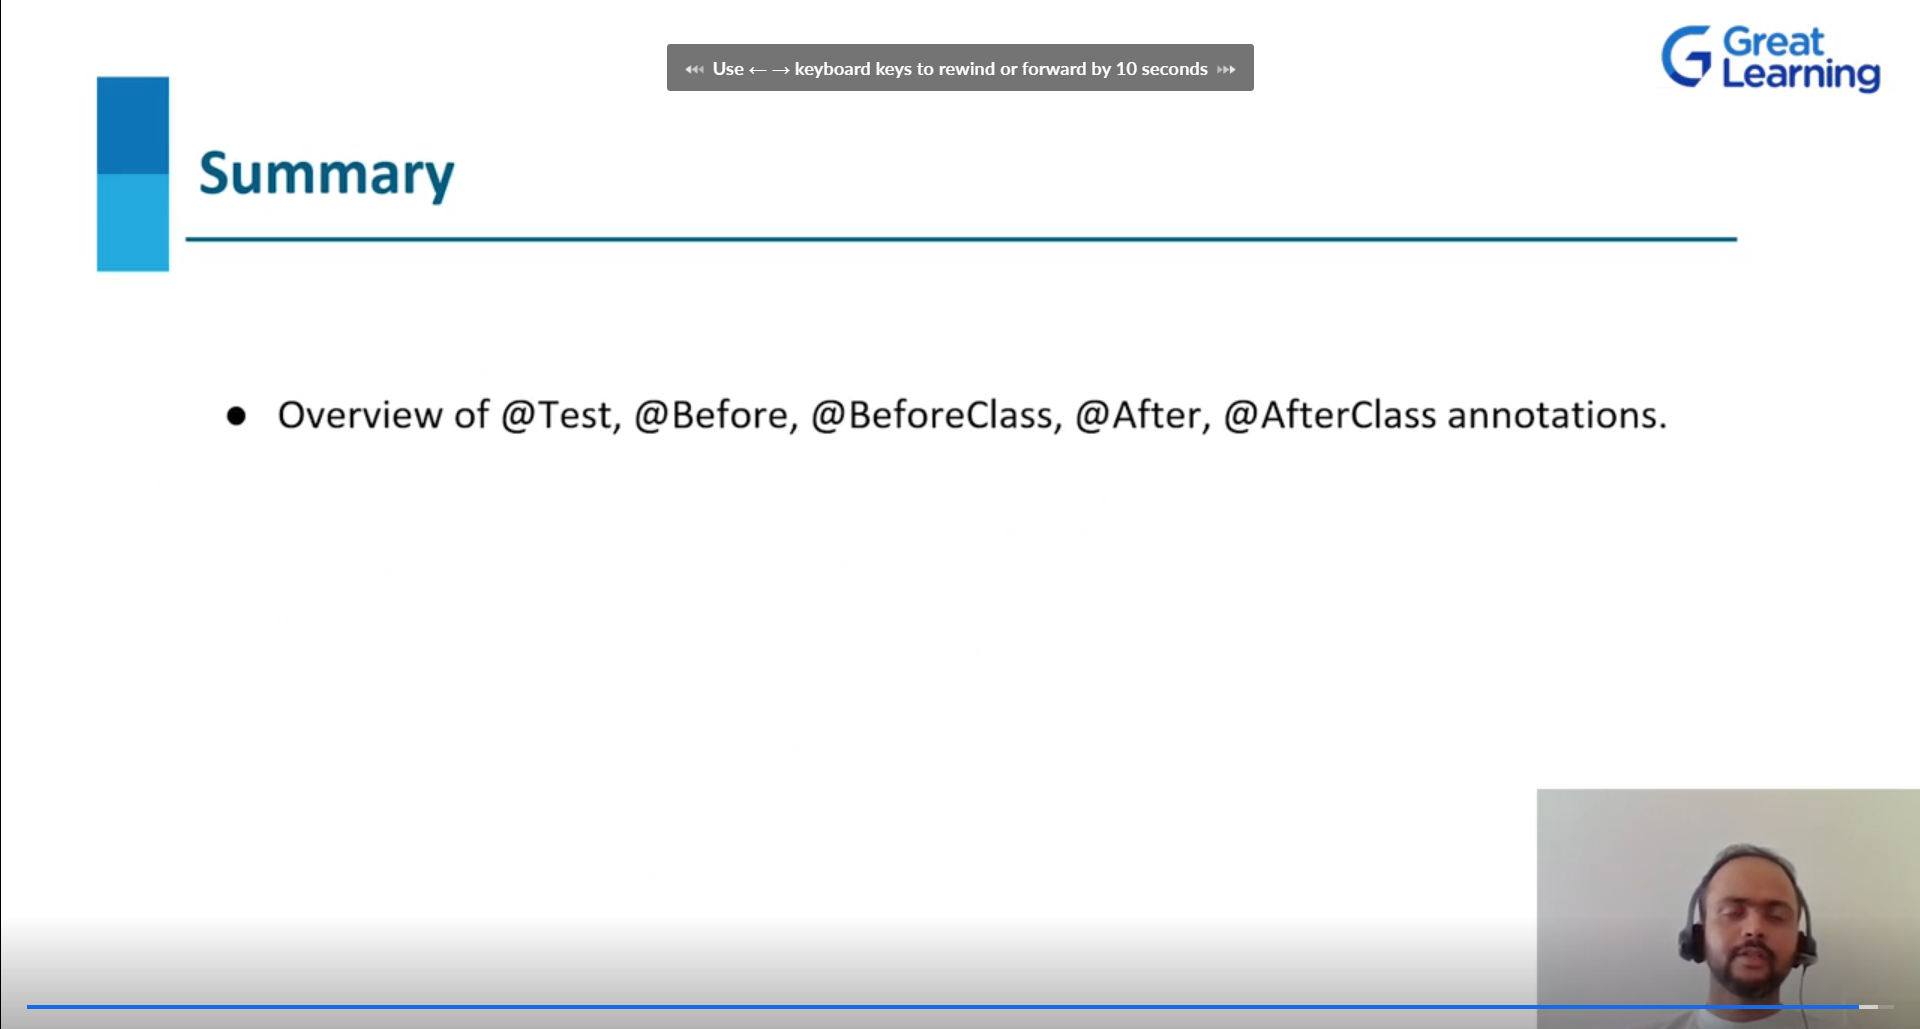 Great
Learning
Use ← → keyboard keys to rewind or forward by 10 seconds
Summary
● Overview of @Test, @Before, @BeforeClass, @After, @AfterClass annotations.